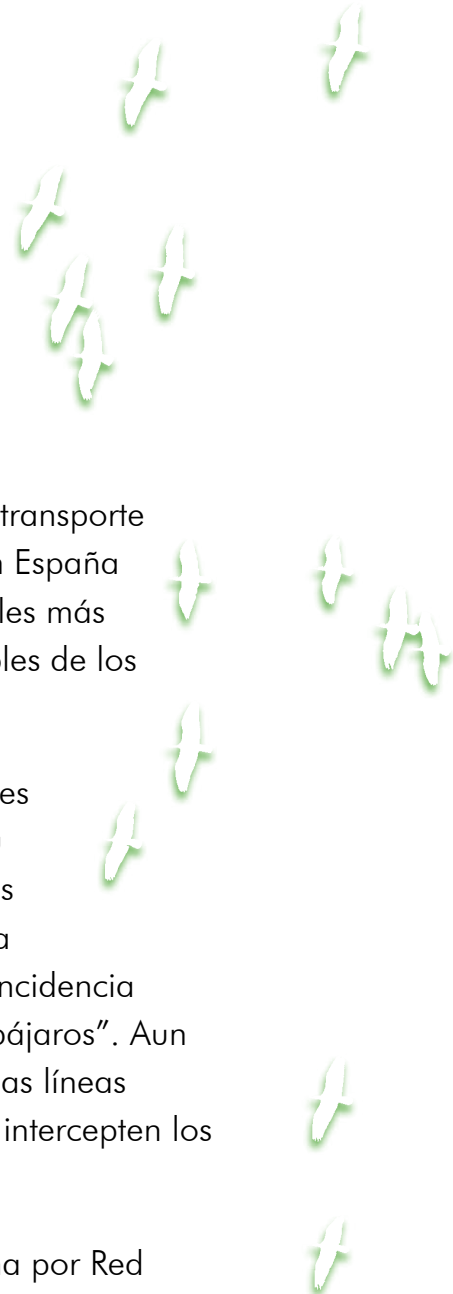 transporte
España
les más
les de los
es
s
a
ncidencia
pájaros”. Aun
as líneas
intercepten los
a por Red